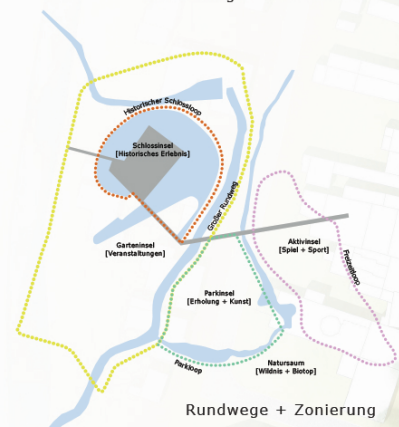 Historischer Schlossloop
Schlossinsel
[Historisches Erlebnis]
Großer Rundweg
Garteninsel
[Veranstaltungen]
Aktivinsel
[Spiel + Sport]
Freizeitloop
Parkinsel
[Erholung + Kunst]
Parkloop
Natursaum
[Wildnis + Biotop]
Rundwege + Zonierung